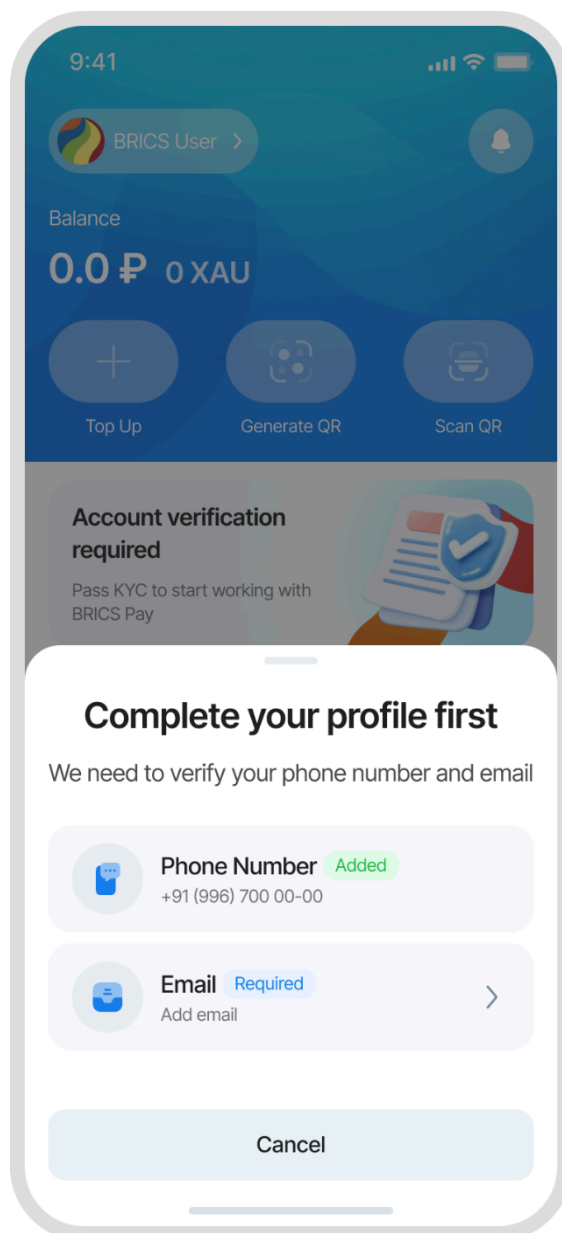 9:41
BRICS User
Balance
0.0 ₽ 0 XAU
Top Up Generate QR Scan QR
Account verification
required
Pass KYC to start working with
BRICS Pay
Complete your profile first
We need to verify your phone number and email
Phone Number Added
+91 (996) 700 00-00
Email Required
Add email
Cancel